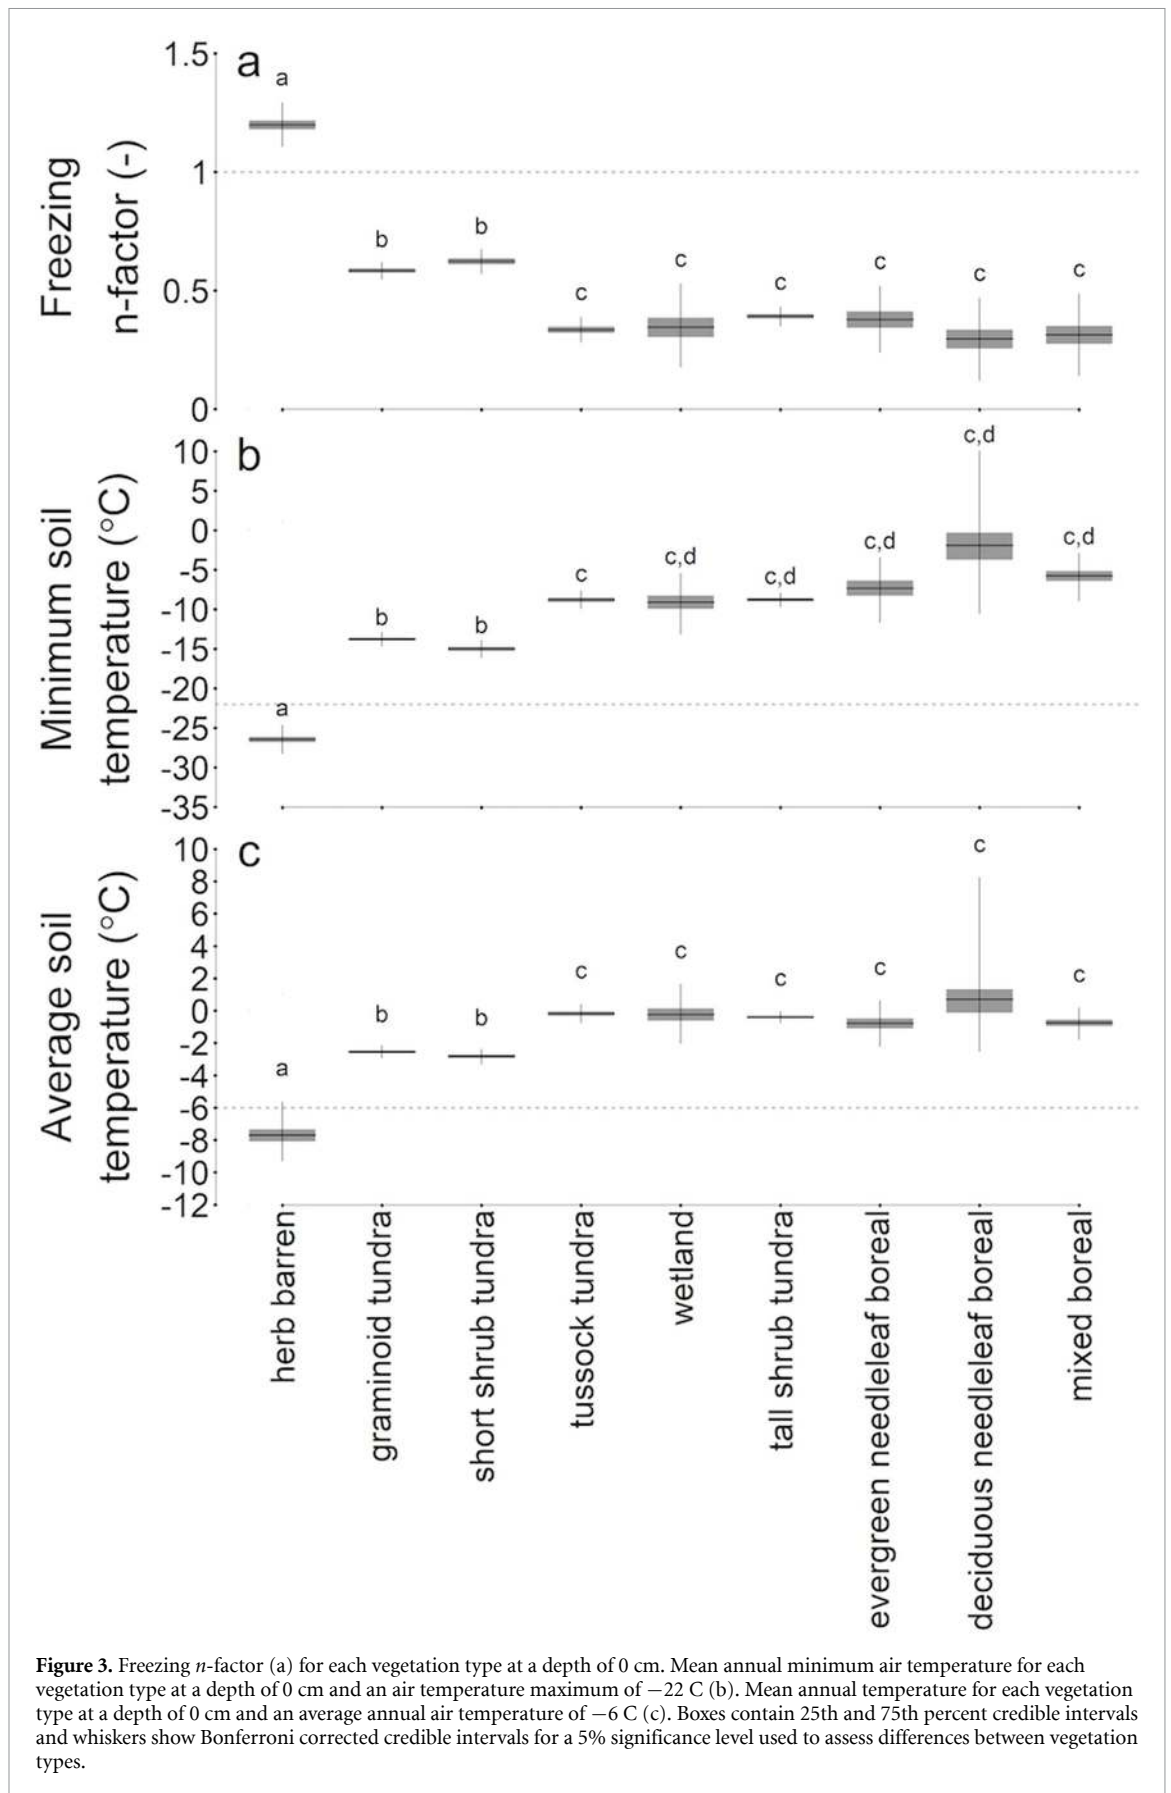 a
Freezing
n-factor (-)
1.5
1
0.5
0
a
b
b
c
c
c
c
c
c
b
Minimum soil
temperature (°C)
10
5
0
-5
-10
-15
-20
-25
-30
-35
a
b
b
c
c,d
c,d
c,d
c,d
c,d
c
Average soil
temperature (°C)
10
8
6
4
2
0
-2
-4
-6
-8
-10
-12
a
b
b
c
c
c
c
c
c
herb barren
graminoid tundra
short shrub tundra
tussock tundra
wetland
tall shrub tundra
evergreen needleleaf boreal
deciduous needleleaf boreal
mixed boreal
Figure 3. Freezing n-factor (a) for each vegetation type at a depth of 0 cm. Mean annual minimum air temperature for each
vegetation type at a depth of 0 cm and an air temperature maximum of −22 C (b). Mean annual temperature for each vegetation
type at a depth of 0 cm and an average annual air temperature of −6 C (c). Boxes contain 25th and 75th percent credible intervals
and whiskers show Bonferroni corrected credible intervals for a 5% significance level used to assess differences between vegetation
types.